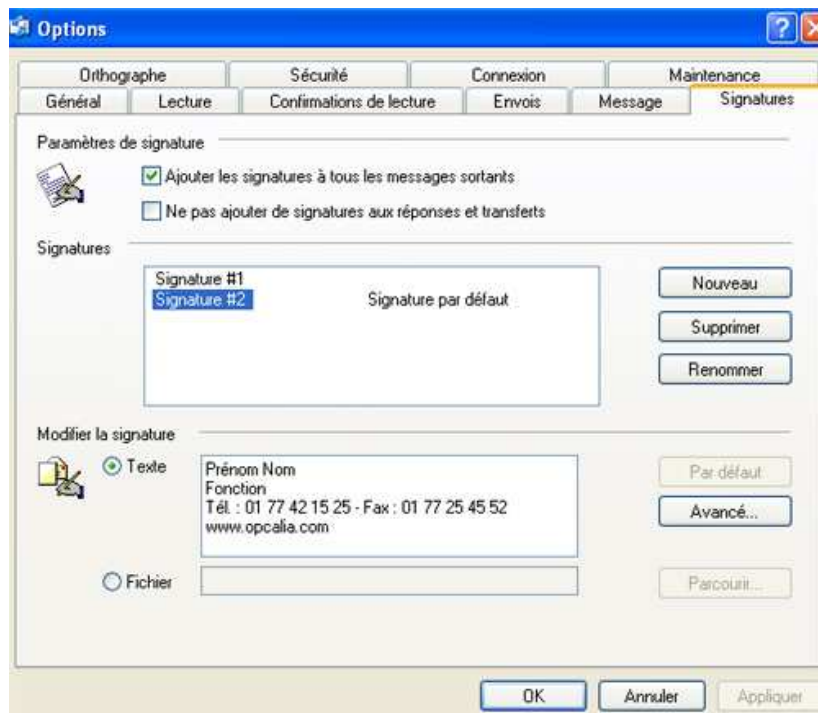 Options
Orthographe Sécurité Connexion Maintenance
Général Lecture Confirmations de lecture Envois Message Signatures
Paramètres de signature
Ajouter les signatures à tous les messages sortants
Ne pas ajouter de signatures aux réponses et transferts
Signatures
Signature #1
Signature #2 Signature par défaut
Nouveau
Supprimer
Renommer
Modifier la signature
Texte
Prénom Nom
Fonction
Tél. : 01 77 42 15 25 - Fax : 01 77 25 45 52
www.opcalia.com
Par défaut
Avancé...
Fichier
Parcourir...
OK Annuler Appliquer